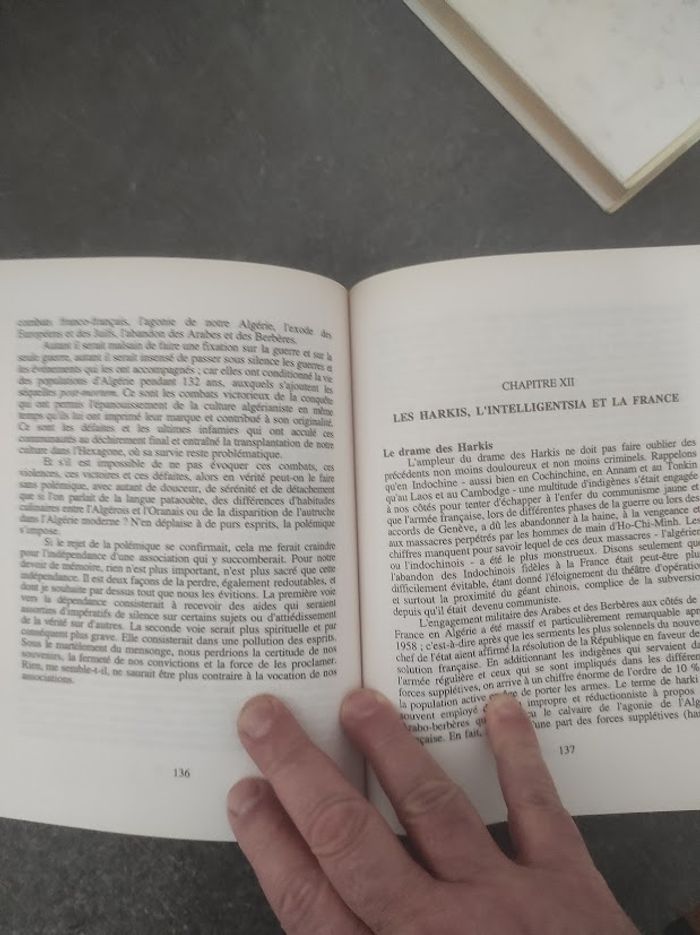 combats franco-français, l'agonie de notre Algérie, l'exode des
Européens et des Juifs, l'abandon des Arabes et des Berbères.
Autant il serait malsain de faire une fixation sur la guerre et sur la
seule guerre, autant il serait insensé de passer sous silence les guerres et
les événements qui les ont accompagnés ; car elles ont conditionné la vie
des populations d'Algérie pendant 132 ans, auxquels s'ajoutent les
séquelles post-mortem. Ce sont les combats victorieux de la conquête
qui ont permis l'épanouissement de la culture algérianiste en même
temps qu'ils lui ont imprimé leur marque et contribué à son originalité.
Ce sont les défaites et les ultimes infamies qui ont acculé ces
communautés au déchirement final et entraîné la transplantation de notre
culture dans l'Hexagone, où sa survie reste problématique.
Et s'il est impossible de ne pas évoquer ces combats, ces
violences, ces victoires et ces défaites, alors en vérité peut-on le faire
sans polémique, avec autant de douceur, de sérénité et de détachement
que si l'on parlait de la langue pataouète, des différences d'habitudes
culinaires entre l'Algérois et l'Oranais ou de la disparition de l'autruche
dans l'Algérie moderne ? N'en déplaise à de purs esprits, la polémique
s'impose.
Si le rejet de la polémique se confirmait, cela me ferait craindre
pour l'indépendance d'une association qui y succomberait. Pour notre
devoir de mémoire, rien n'est plus important, n'est plus sacré que cette
indépendance. Il est deux façons de la perdre, également redoutables, et
dont je souhaite par dessus tout que nous les évitions. La première voie
vers la dépendance consisterait à recevoir des aides qui seraient
assorties d'impératifs de silence sur certains sujets ou d'attiédissement
de la vérité sur d'autres. La seconde voie serait plus spirituelle et par
conséquent plus grave. Elle consisterait dans une pollution des esprits.
Sous le martèlement du mensonge, nous perdrions la certitude de nos
souvenirs, la fermeté de nos convictions et la force de les proclamer.
Rien, me semble-t-il, ne saurait être plus contraire à la vocation de nos
associations.
136
CHAPITRE XII
LES HARKIS, L'INTELLIGENTSIA ET LA FRANCE
Le drame des Harkis
L'ampleur du drame des Harkis ne doit pas faire oublier des
précédents non moins douloureux et non moins criminels. Rappelons
qu'en Indochine - aussi bien en Cochinchine, en Annam et au Tonkin
qu'au Laos et au Cambodge - une multitude d'indigènes s'était engagée
à nos côtés pour tenter d'échapper à l'enfer du communisme jaune et
que l'armée française, lors de différentes phases de la guerre ou lors des
accords de Genève, a dû les abandonner à la haine, à la vengeance et
aux massacres perpétrés par les hommes de main d'Ho-Chi-Minh. Les
chiffres manquent pour savoir lequel de ces deux massacres - l'algérien
ou l'indochinois - a été le plus monstrueux. Disons seulement que
l'abandon des Indochinois fidèles à la France était peut-être plus
difficilement évitable, étant donné l'éloignement du théâtre d'opération
et surtout la proximité du géant chinois, complice de la subversion
depuis qu'il était devenu communiste.
L'engagement militaire des Arabes et des Berbères aux côtés de
France en Algérie a été massif et particulièrement remarquable apr
1958 ; c'est-à-dire après que les serments les plus solennels du nouve
chef de l'état aient affirmé la résolution de la République en faveur de
solution française. En additionnant les indigènes qui servaient da
l'armée régulière et ceux qui se sont impliqués dans les différen
forces supplétives, on arrive à un chiffre énorme de l'ordre de 10 %
la population active de porter les armes. Le terme de harki
souvent employé impropre et réductionniste à propos
Arabo-berbères qu le calvaire de l'agonie de l'Alg
çaise. En fait, d'une part des forces supplétives (har
137